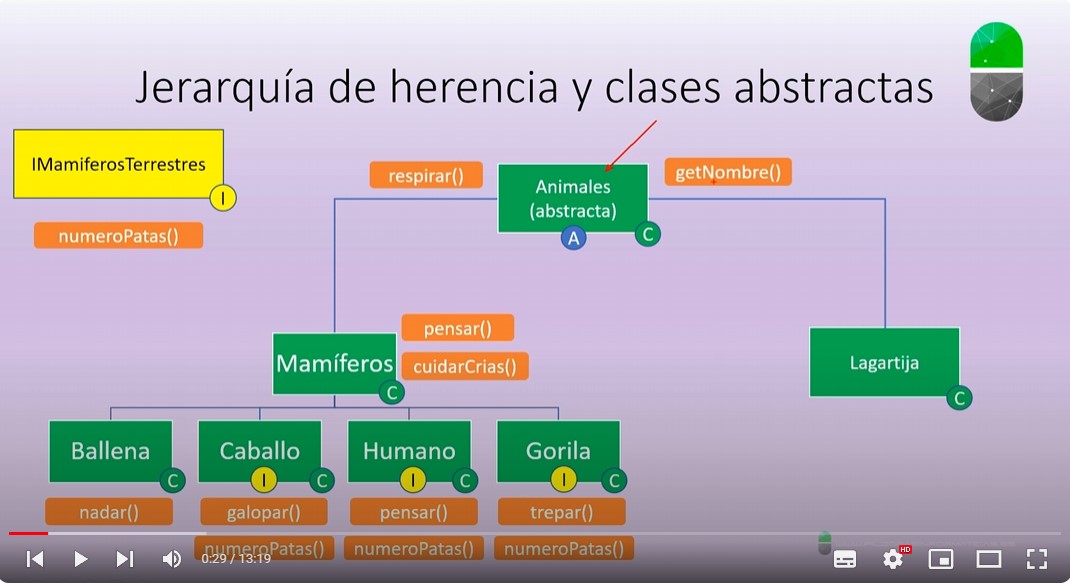 Jerarquía de herencia y clases abstractas
IMamiferosTerrestres
I
numeroPatas()
respirar()
Animales
(abstracta)
A
C
getNombre()
pensar()
Mamíferos
cuidarCrias()
C
Lagartija
C
Ballena
C
Caballo
I
C
Humano
I
C
Gorila
I
C
nadar()
galopar()
pensar()
trepar()
numeroPatas()
numeroPatas()
numeroPatas()
0:29 / 13:19
HD